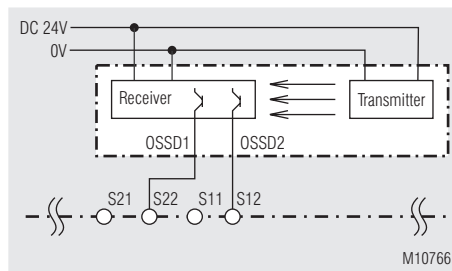 DC 24V
0V
Receiver
Transmitter
OSSD1 OSSD2
S21 S22 S11 S12
M10766